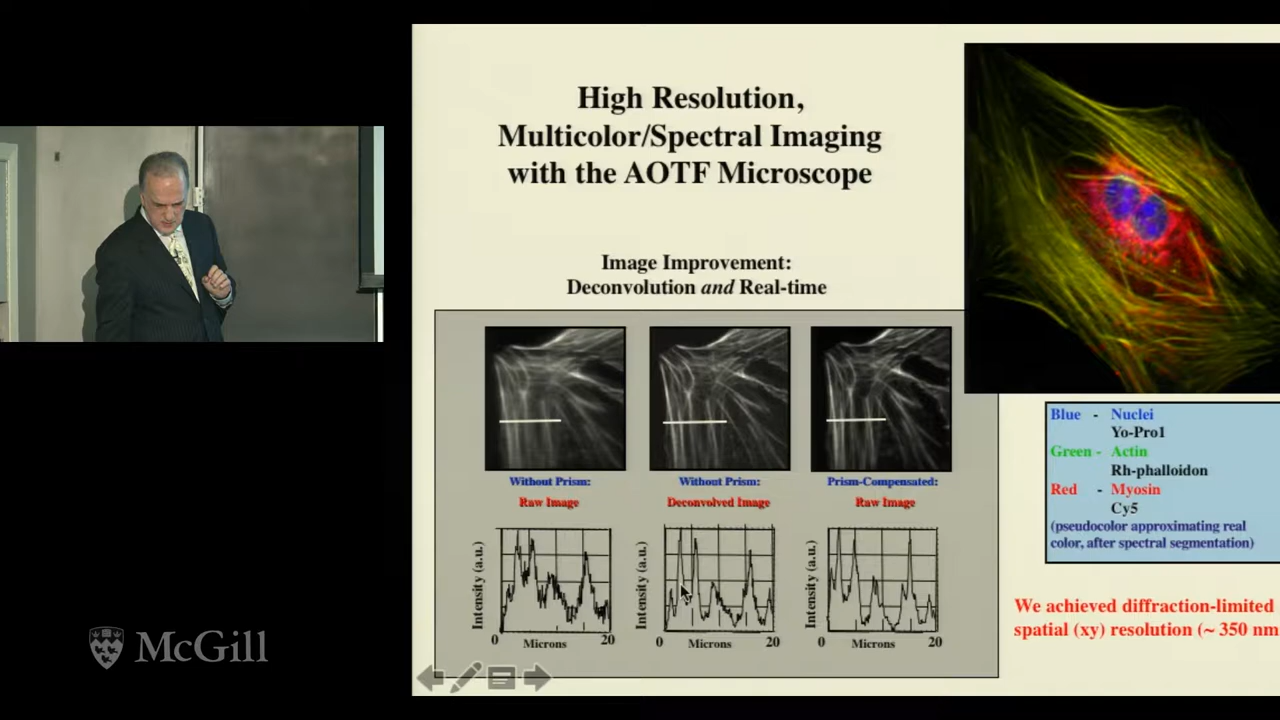 High Resolution,
Multicolor/Spectral Imaging
with the AOTF Microscope
Image Improvement:
Deconvolution and Real-time
Without Prism:
Raw Image
Without Prism:
Deconvolved Image
Prism-Compensated:
Raw Image
Intensity (a.u.)
0
Microns
20
Intensity (a.u.)
0
Microns
20
Intensity (a.u.)
0
Microns
20
Blue - Nuclei
Yo-Pro1
Green - Actin
Rh-phalloidon
Red - Myosin
Cy5
(pseudocolor approximating real
color, after spectral segmentation)
We achieved diffraction-limited
spatial (xy) resolution (~ 350 nm
McGill